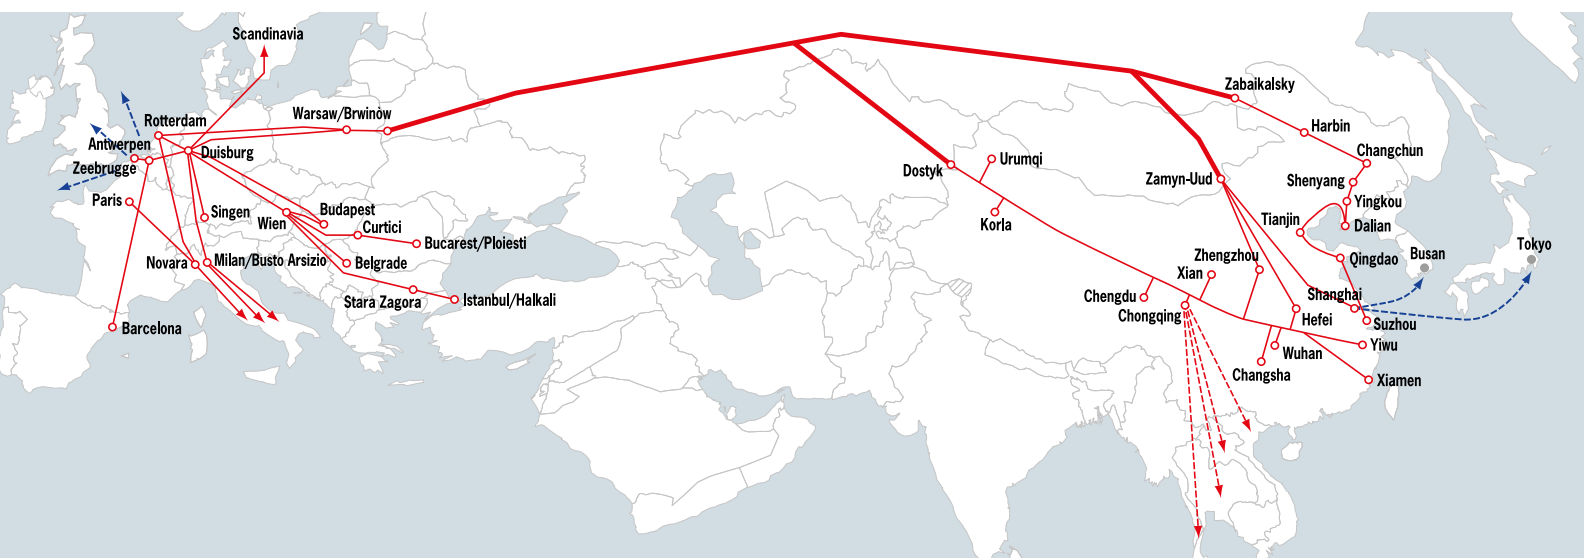 Scandinavia
Zabaikalsky
Warsaw/Brwinòw
Rotterdam
Harbin
Antwerpen
Duisburg
Changchun
Urumqi
Zeebrugge
Dostyk
Zamyn-Uud
Shenyang
Paris
Yingkou
Singen
Budapest
Wien
Curtici
Korla
Tianjin
Dalian
Bucarest/Ploiesti
Tokyo
Zhengzhou
Busan
Qingdao
Novara
Milan/Busto Arsizio
Belgrade
Xian
Chengdu
Shanghai
Stara Zagora
Istanbul/Halkali
Chongqing
Hefei
Suzhou
Barcelona
Yiwu
Wuhan
Changsha
Xiamen